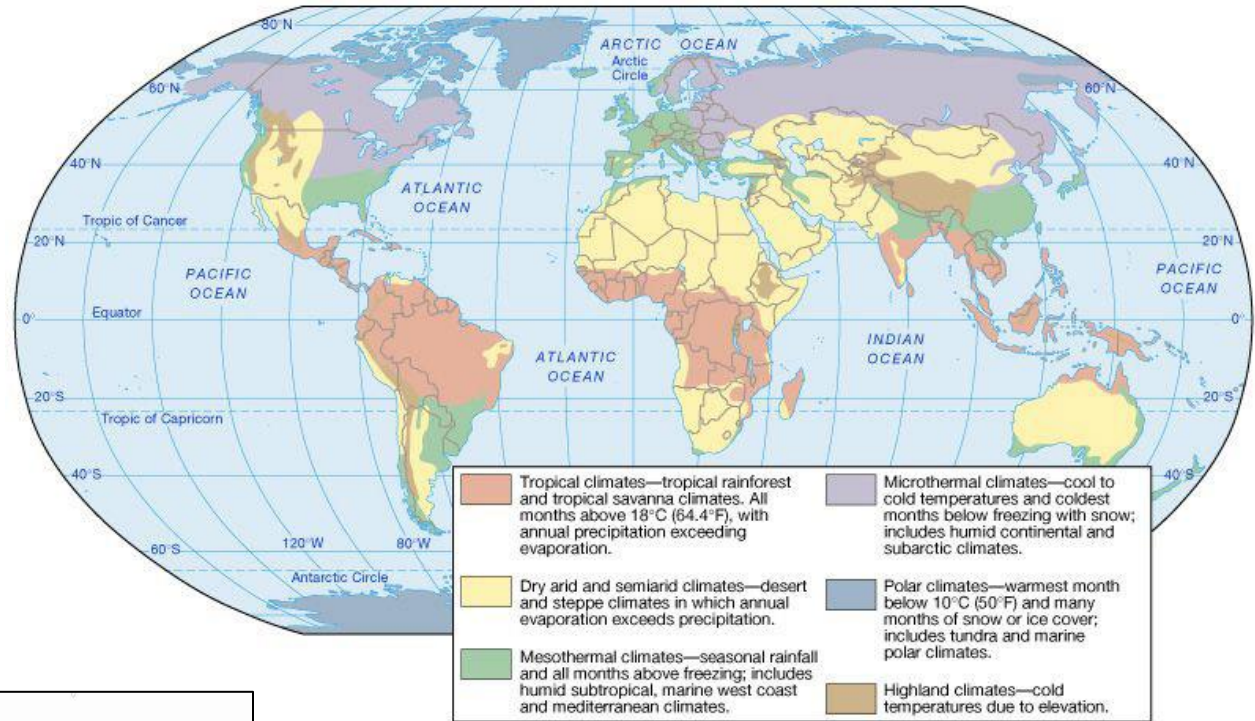 80°N
ARCTIC OCEAN
Arctic
Circle
60°N
60°N
40°N
40°N
ATLANTIC
OCEAN
Tropic of Cancer
20°N
20°N
PACIFIC
OCEAN
PACIFIC
OCEAN
Equator
0°
0°
INDIAN
OCEAN
ATLANTIC
OCEAN
20°S
20°S
Tropic of Capricorn
40°S
40°S
60°S
120°W
80°W
Antarctic Circle
Tropical climates—tropical rainforest
and tropical savanna climates. All
months above 18°C (64.4°F), with
annual precipitation exceeding
evaporation.
Dry arid and semiarid climates—desert
and steppe climates in which annual
evaporation exceeds precipitation.
Mesothermal climates—seasonal rainfall
and all months above freezing; includes
humid subtropical, marine west coast
and mediterranean climates.
Microthermal climates—cool to
cold temperatures and coldest
months below freezing with snow;
includes humid continental and
subarctic climates.
Polar climates—warmest month
below 10°C (50°F) and many
months of snow or ice cover;
includes tundra and marine
polar climates.
Highland climates—cold
temperatures due to elevation.